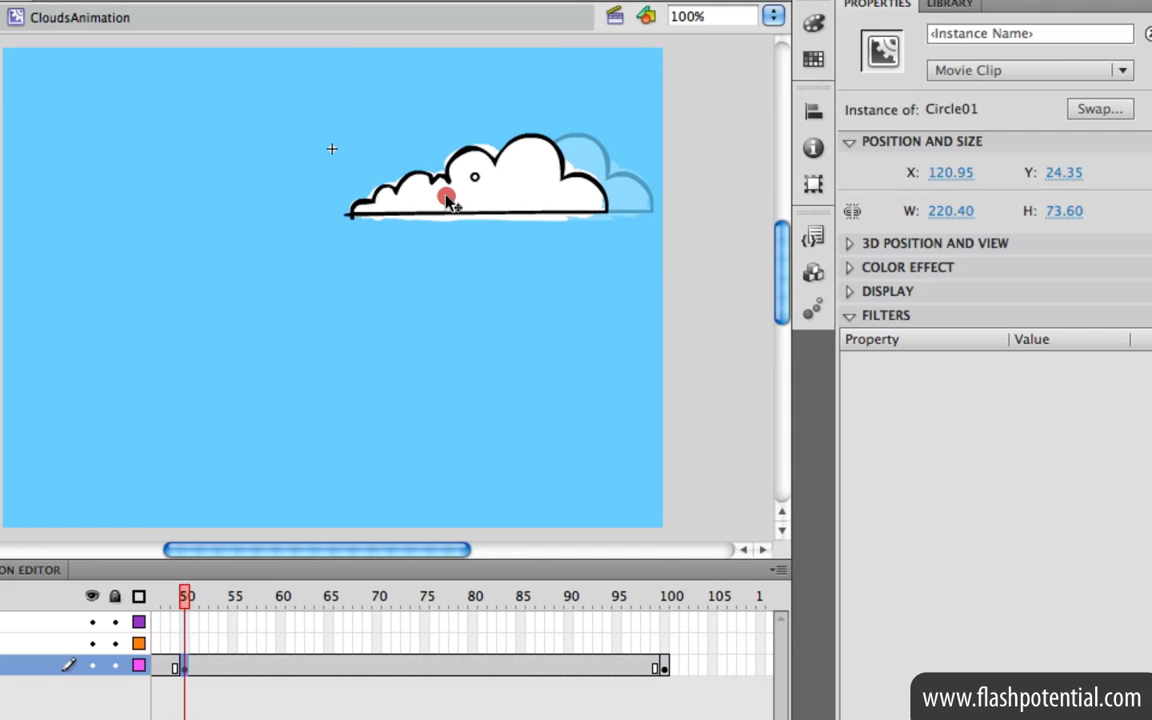 PROPERTIES LIBRARY
CloudsAnimation
100%
‹Instance Name›
Movie Clip
Instance of: Circle01
Swap...
POSITION AND SIZE
X: 120.95 Y: 24.35
W: 220.40 H: 73.60
3D POSITION AND VIEW
COLOR EFFECT
DISPLAY
FILTERS
Property Value
ON EDITOR
50 55 60 65 70 75 80 85 90 95 100 105 1
www.flashpotential.com